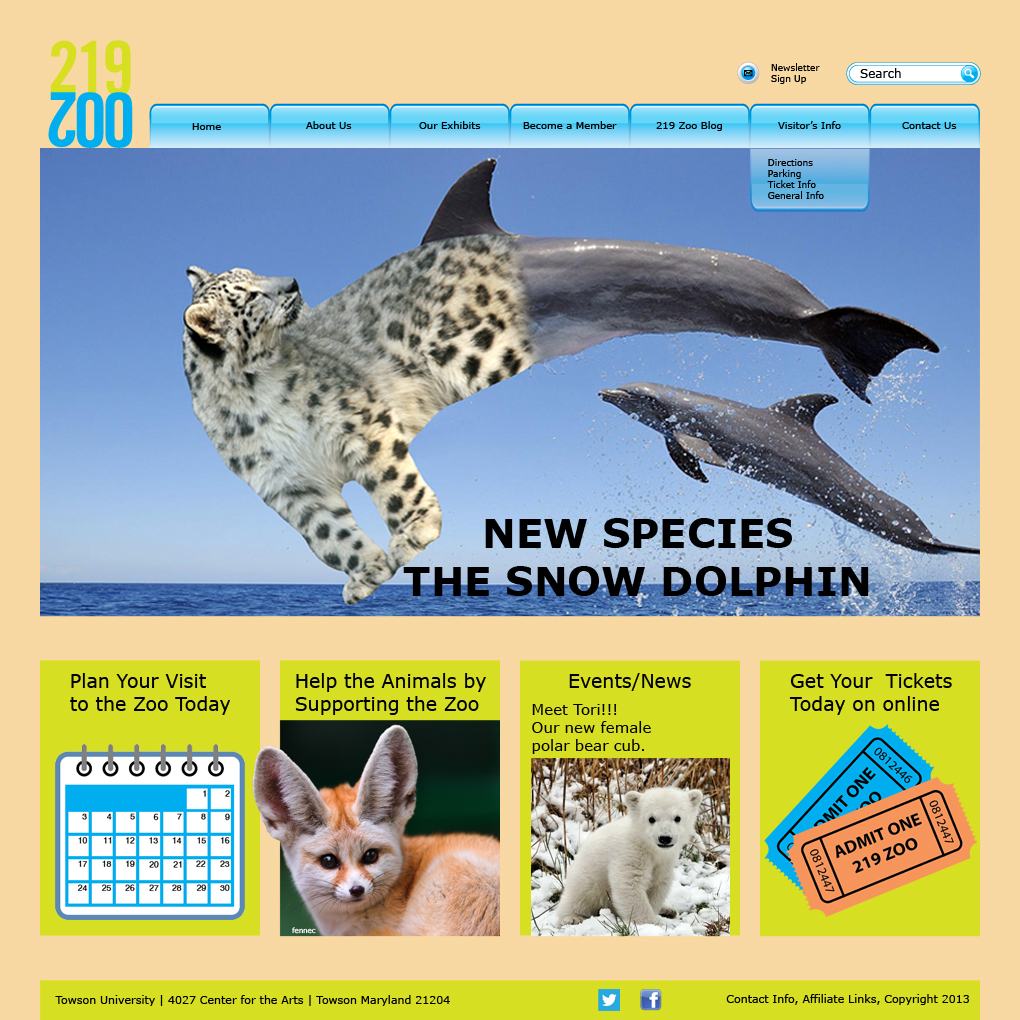 219
ZOO
Newsletter
Sign Up
Search
Home
About Us
Our Exhibits
Become a Member
219 Zoo Blog
Visitor's Info
Contact Us
Directions
Parking
Ticket Info
General Info
NEW SPECIES
THE SNOW DOLPHIN
Plan Your Visit
to the Zoo Today
1 2
3 4 5 6 7 8 9
10 11 12 13 14 15 16
17 18 19 20 21 22 23
24 25 26 27 28 29 30
Help the Animals by
Supporting the Zoo
fennec
Events/News
Meet Tori!!!
Our new female
polar bear cub.
Get Your Tickets
Today on online
0812446
ADMIT ONE
219 ZOO
0812447
0812447
Towson University | 4027 Center for the Arts | Towson Maryland 21204
f
Contact Info, Affiliate Links, Copyright 2013